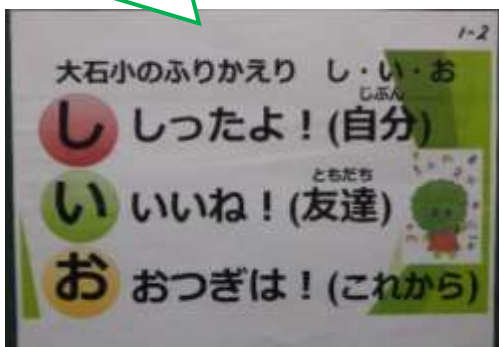 1-2
大石小のふりかえり し・い・お
し しったよ！(自分)
じぶん
い いいね！(友達)
ともだち
お おつぎは！(これから)